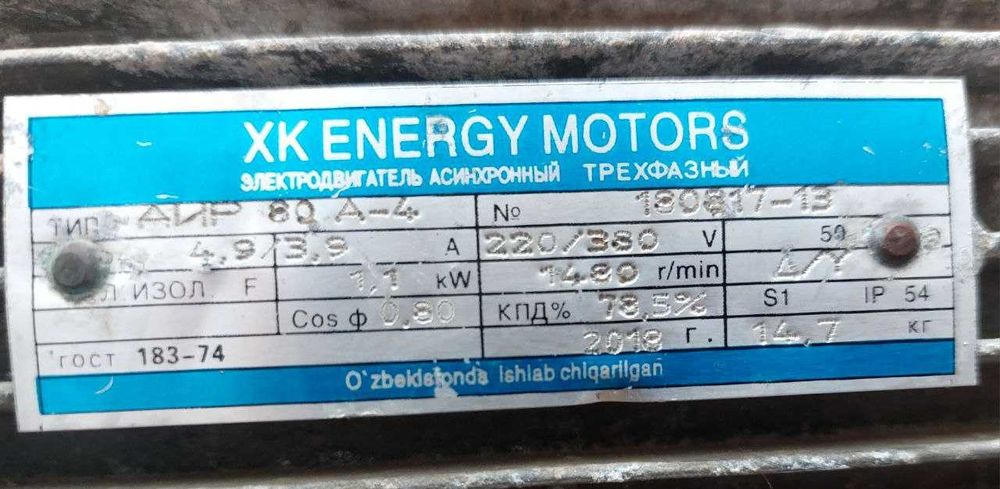 XK ENERGY MOTORS
ЭЛЕКТРОДВИГАТЕЛЬ АСИНХРОННЫЙ ТРЕХФАЗНЫЙ
ТИП АИР 80 А-4 № 180817-13
4,9/3,9 A 220/380 V 50
ИЗОЛ. F 1,1 kW 1480 r/min Δ/Y
Cos ф 0,80 КПД% 78,5% S1 IP 54
ГОСТ 183-74 2018 г. 14,7 кг
O`zbekistonda ishlab chiqarilgan